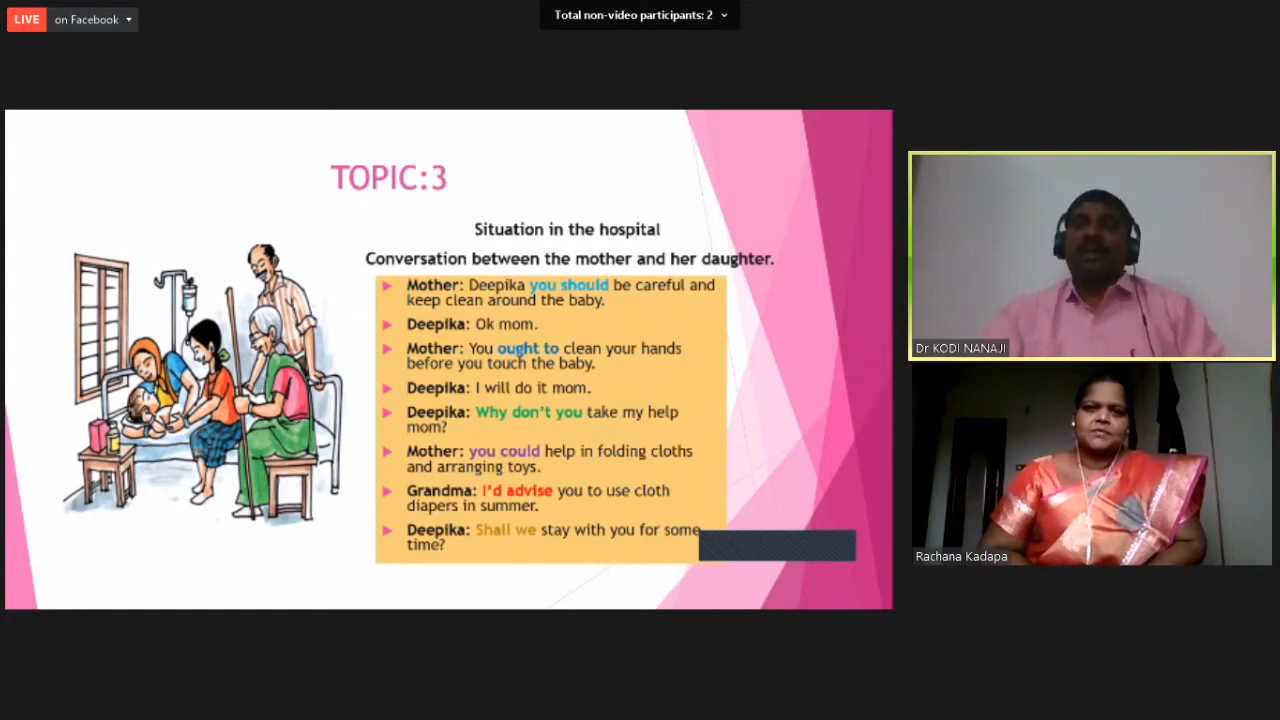 LIVE on Facebook
Total non-video participants: 2
TOPIC:3
Situation in the hospital
Conversation between the mother and her daughter.
Mother: Deepika you should be careful and
keep clean around the baby.
Deepika: Ok mom.
Mother: You ought to clean your hands
before you touch the baby.
Deepika: I will do it mom.
Deepika: Why don't you take my help
mom?
Mother: you could help in folding cloths
and arranging toys.
Grandma: I'd advise you to use cloth
diapers in summer.
Deepika: Shall we stay with you for some
time?
Dr KODI NANAJI
Rachana Kadapa